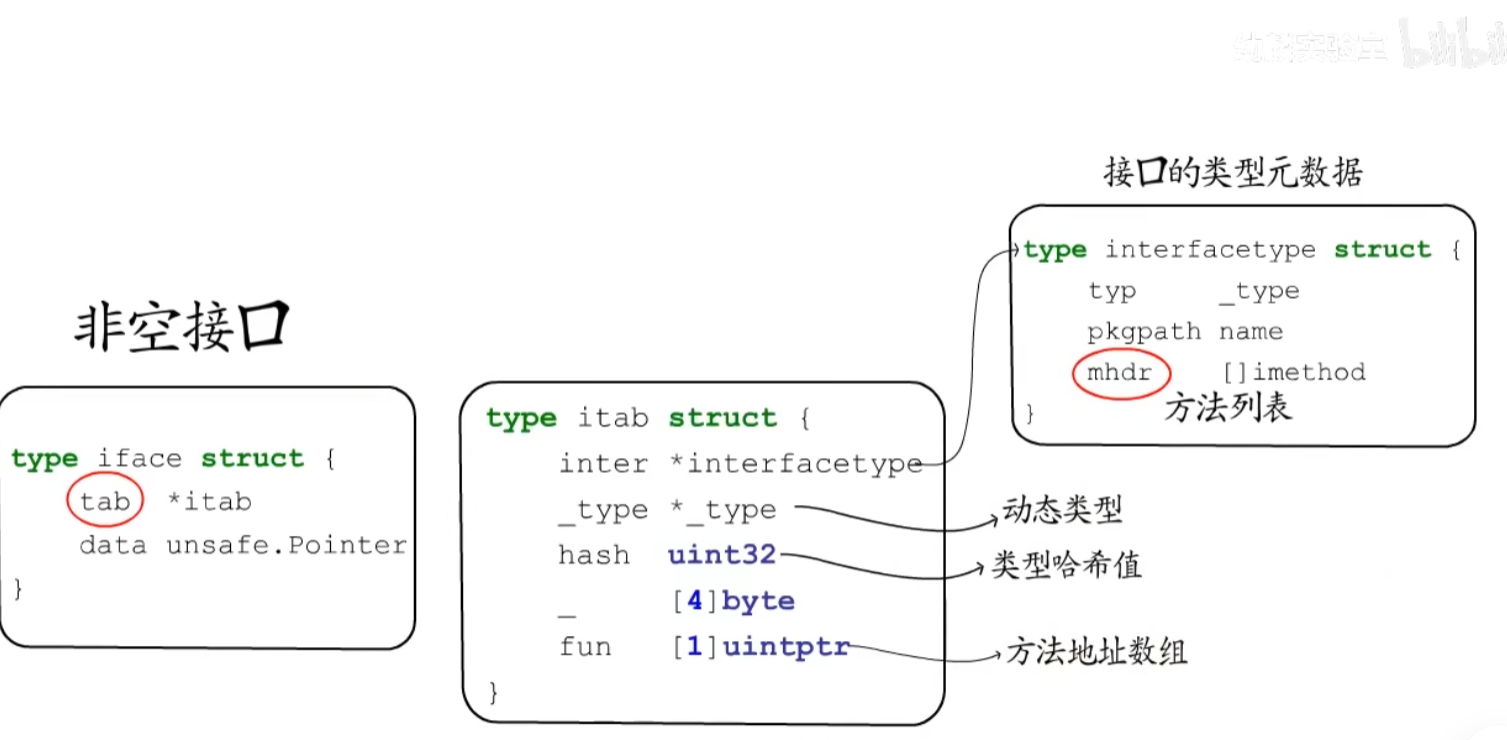 接口的类型元数据
type interfacetype struct {
typ _type
pkgpath name
mhdr []imethod
方法列表
}
非空接口
type iface struct {
tab *itab
data unsafe.Pointer
}
type itab struct {
inter *interfacetype
_type *_type
动态类型
hash uint32
类型哈希值
_ [4]byte
fun [1]uintptr
方法地址数组
}